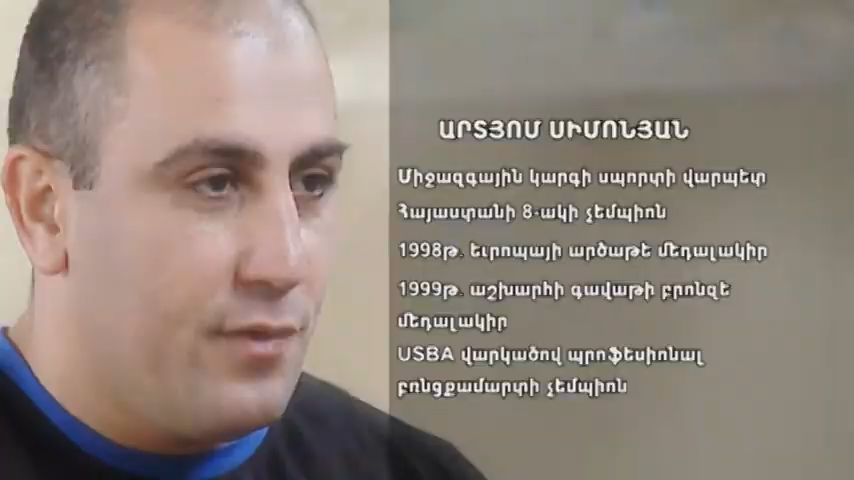 ԱՐՏՅՈՄ ՍԻՄՈՆՅԱՆ
Միջազգային կարգի սպորտի վարպետ
Հայաստանի 8-ակի չեմպիոն
1998թ. եւրոպայի արծաթե մեդալակիր
1999թ. աշխարհի գավաթի բրոնզե
մեդալակիր
USBA վարկածով պրոֆեսիոնալ
բռնցքամարտի չեմպիոն